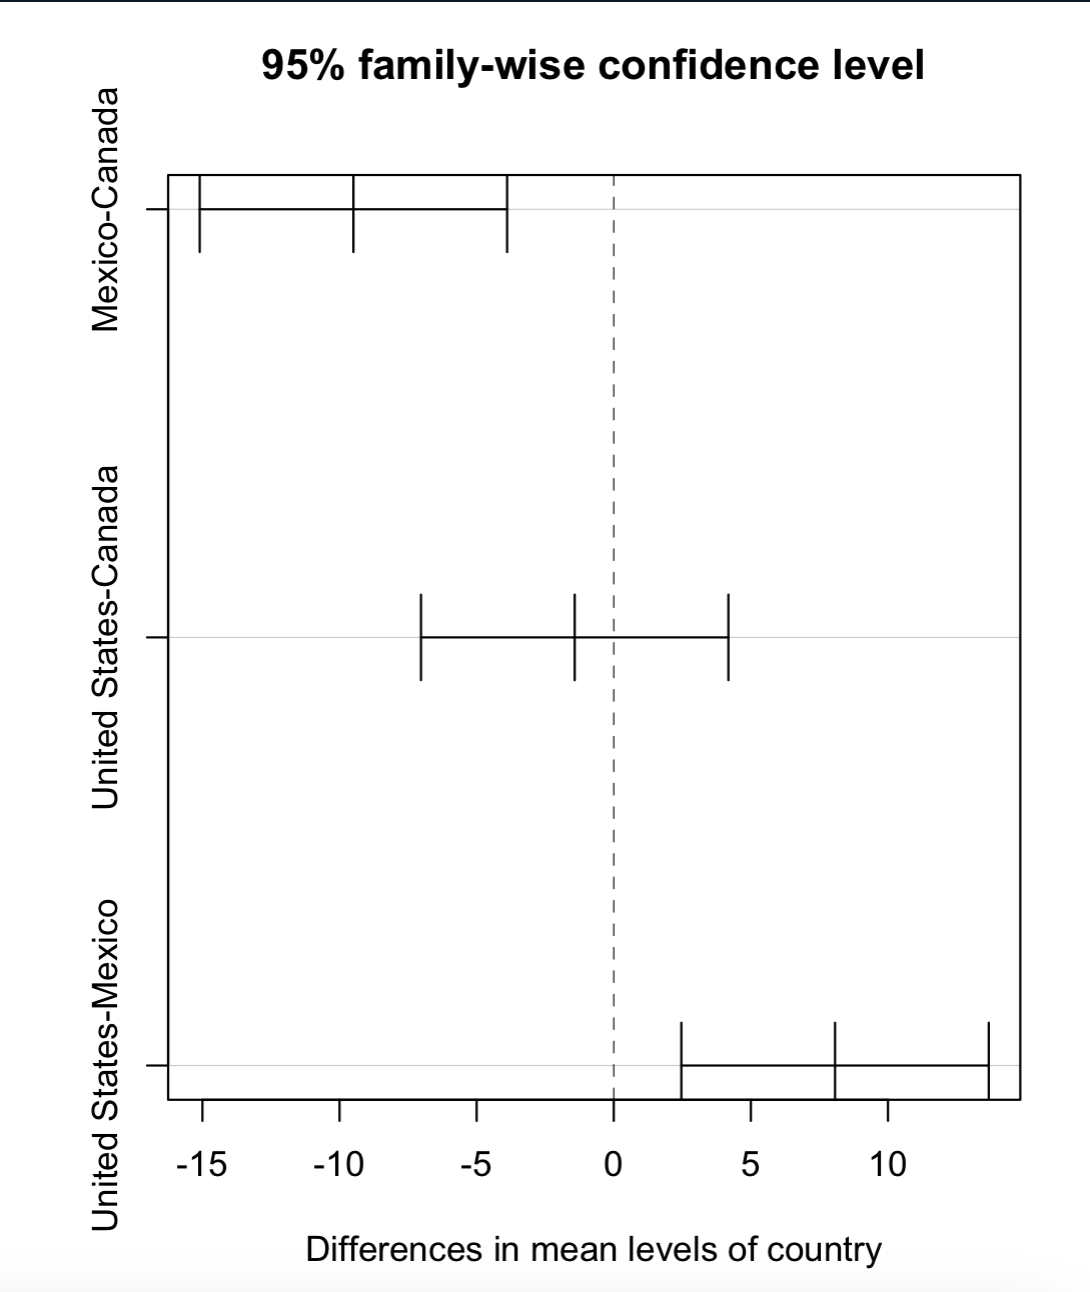 95% family-wise confidence level
Mexico-Canada
United States-Canada
United States-Mexico
-15 -10 -5 0 5 10
Differences in mean levels of country